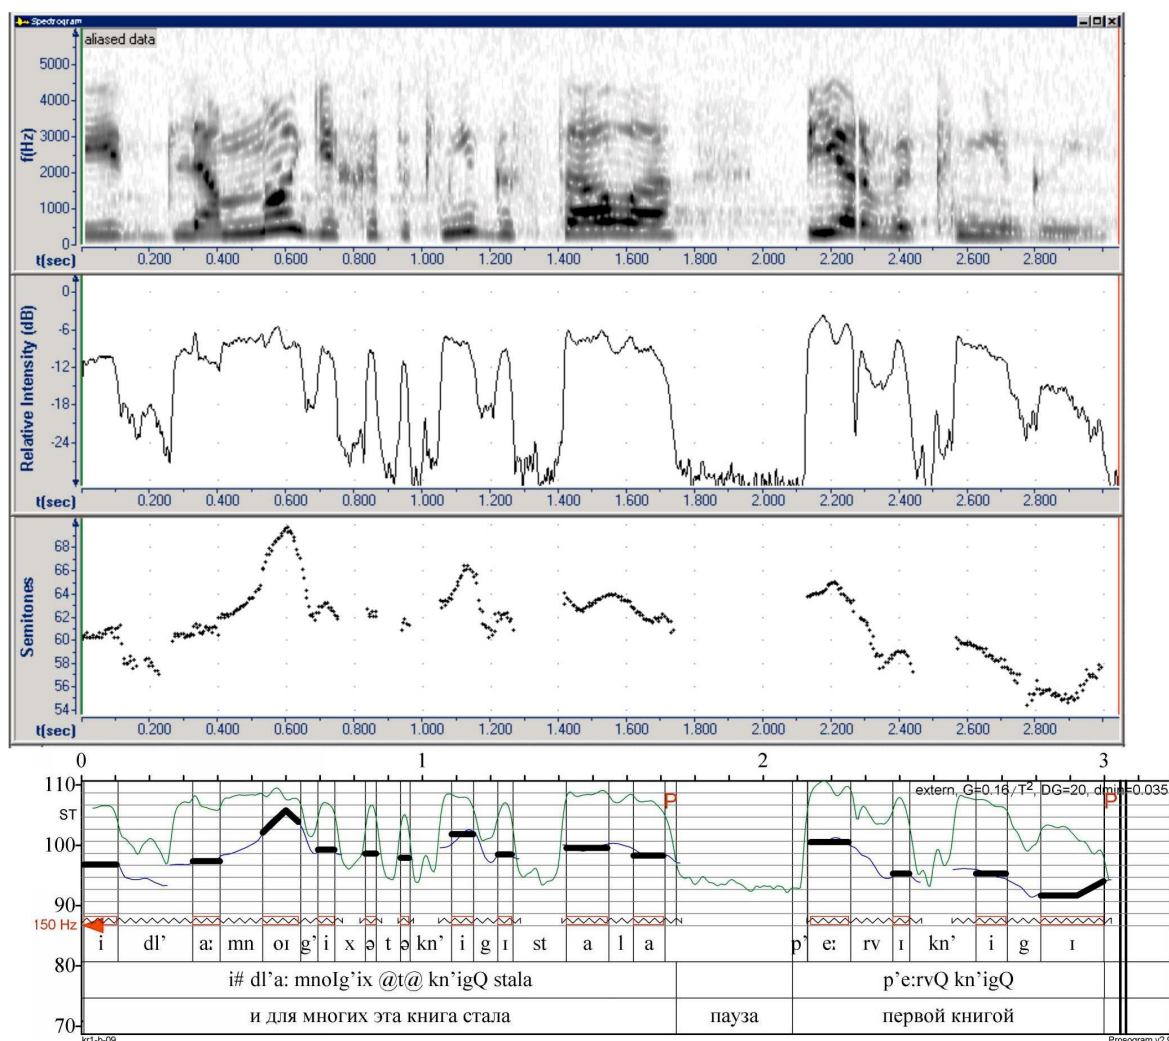 Spectrogram
aliased data
f(Hz)
5000
4000
3000
2000
1000
0
t(sec)
0.200 0.400 0.600 0.800 1.000 1.200 1.400 1.600 1.800 2.000 2.200 2.400 2.600 2.800
Relative Intensity (dB)
0
-6
-12
-18
-24
t(sec)
0.200 0.400 0.600 0.800 1.000 1.200 1.400 1.600 1.800 2.000 2.200 2.400 2.600 2.800
Semitones
68
66
64
62
60
58
56
54
t(sec)
0.200 0.400 0.600 0.800 1.000 1.200 1.400 1.600 1.800 2.000 2.200 2.400 2.600 2.800
0 1 2 3
110
ST
extern, G=0.16/T², DG=20, dmin=0.035
P P
100
90
150 Hz
i dl' a: mn oɪ g' i x ə t ə kn' i g ɪ st a l a p' e: rv ɪ kn' i g ɪ
80
i# dl'a: mnoIg'ix @t@ kn'igQ stala p'e:rvQ kn'igQ
и для многих эта книга стала пауза первой книгой
70
kr1-b-09